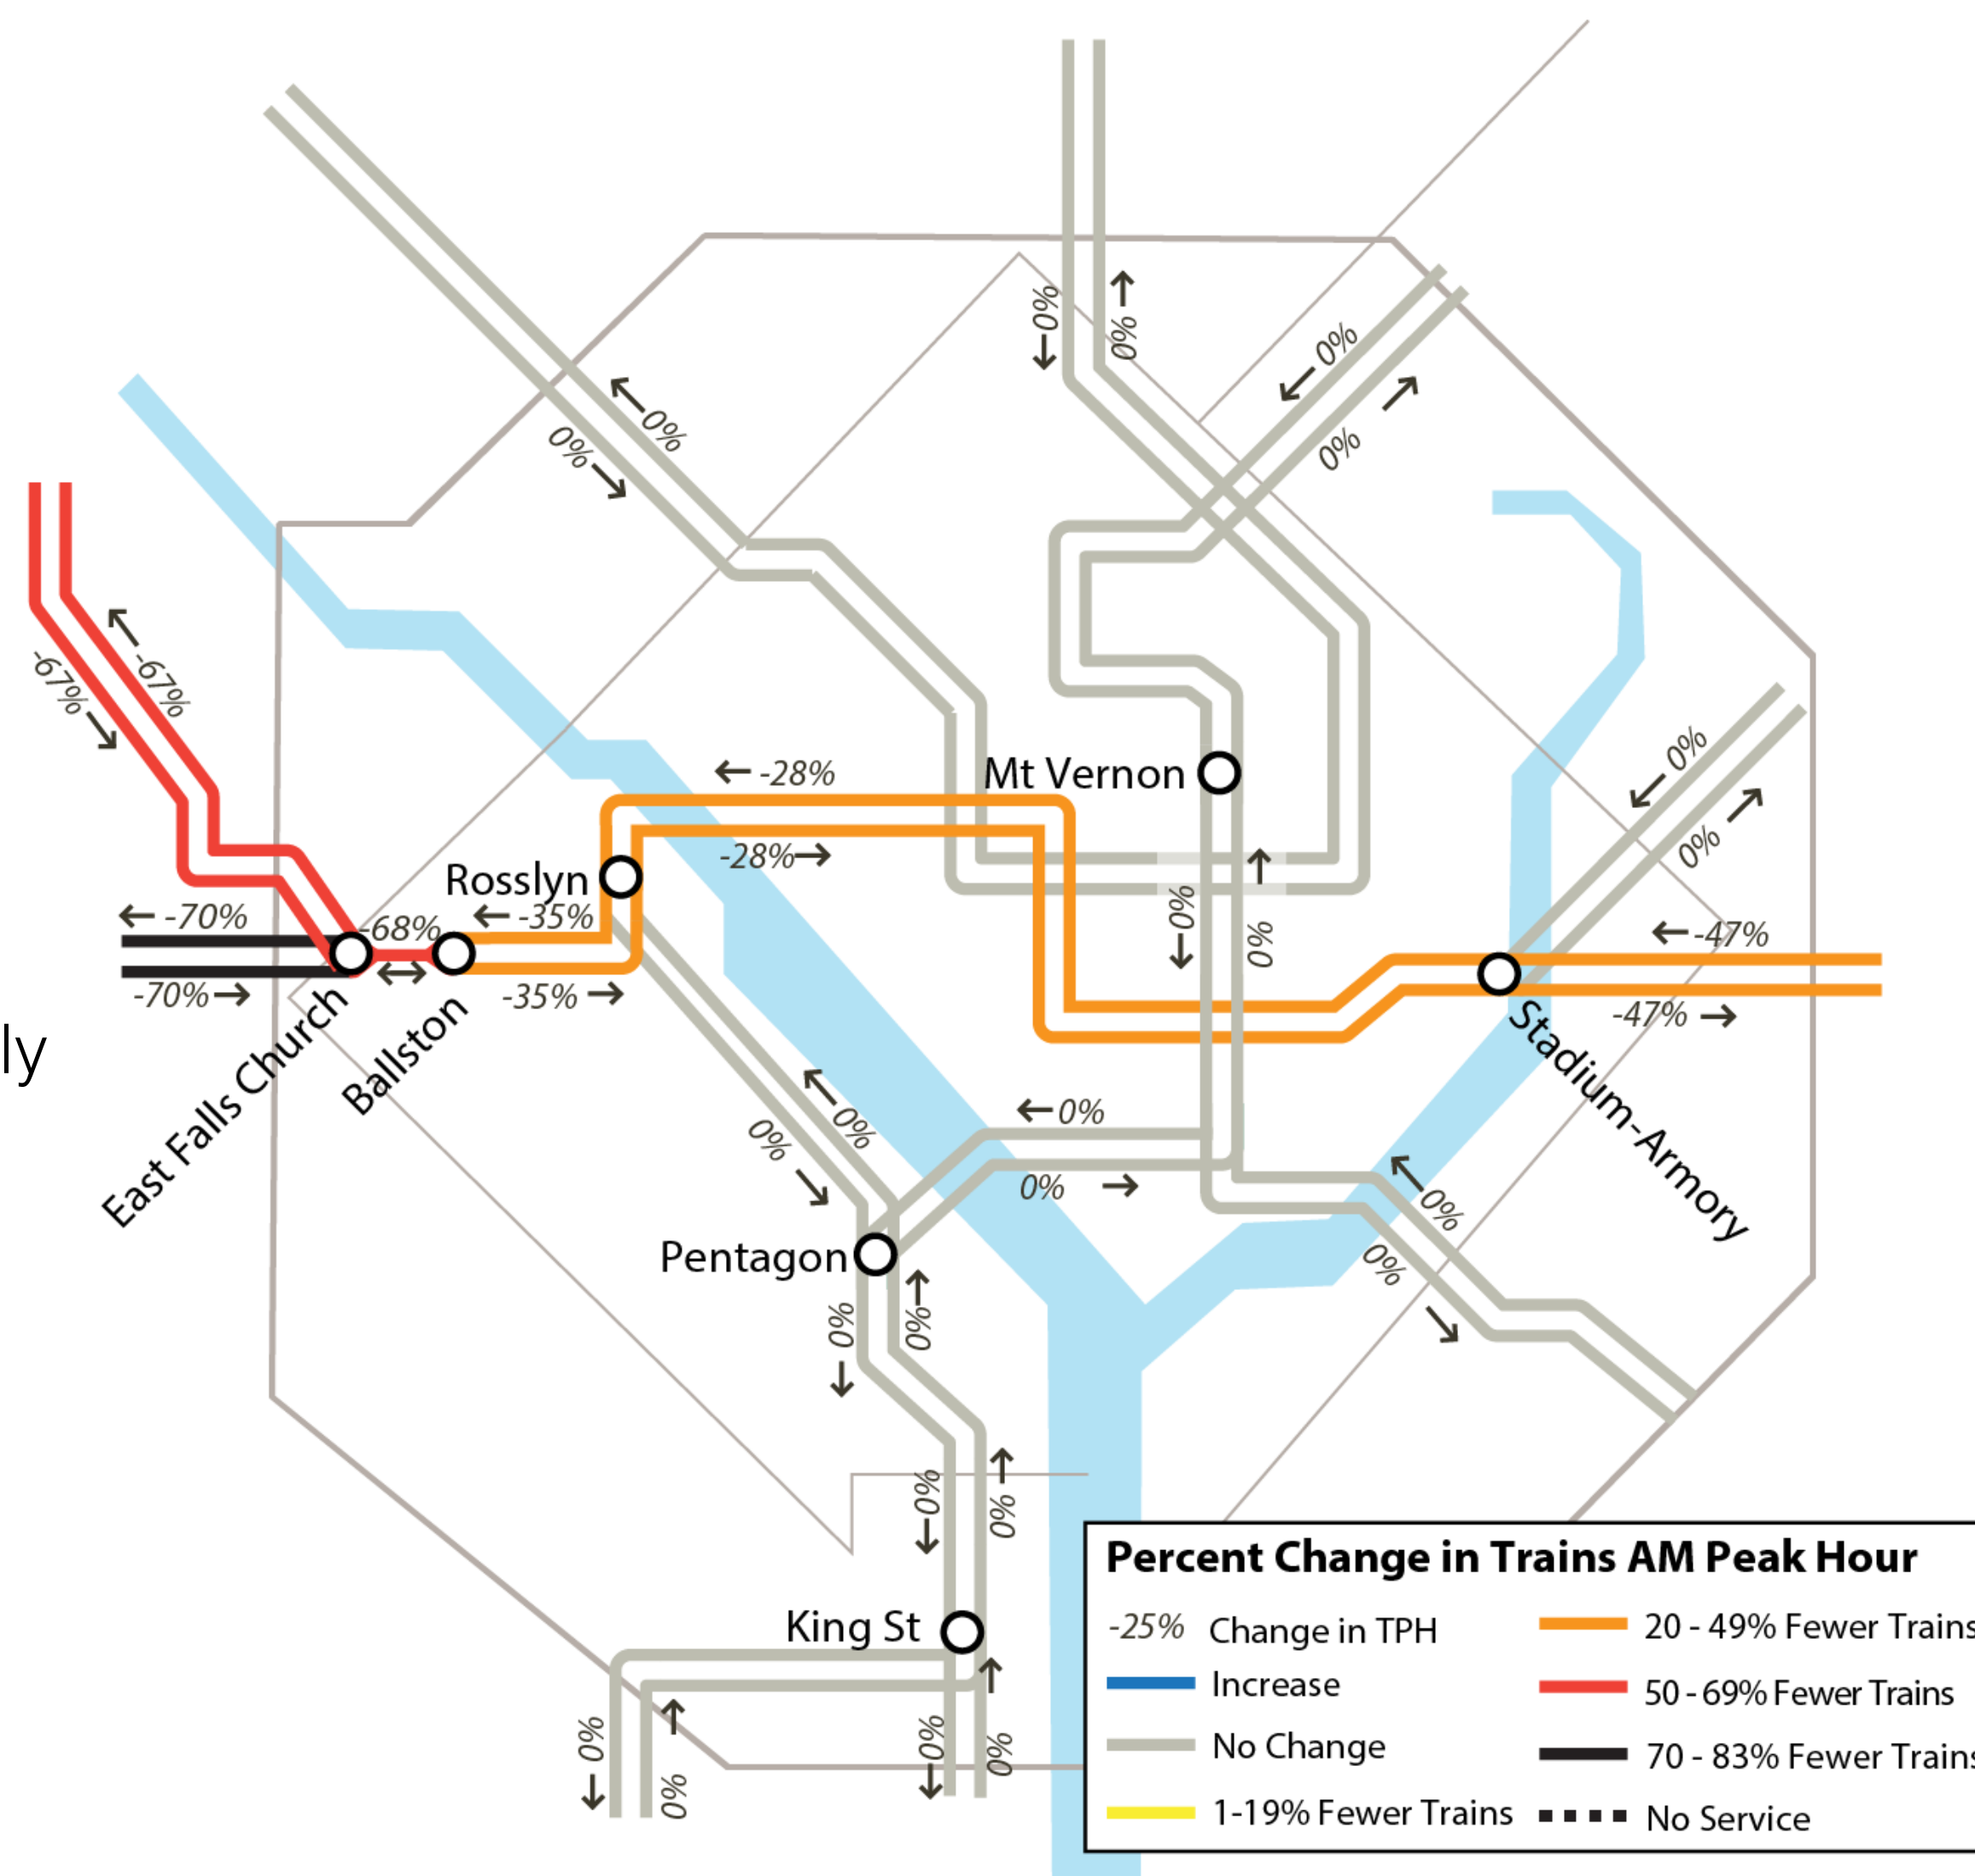 ←0%
0%→
←0%
0%→
←0%
0%→
-67%
-67%
←0%
0%→
Mt Vernon
←-28%
-28%→
Rosslyn
←-70%
-68%
←-35%
←0%
0%
←-47%
-70%→
-35%→
-47%→
ly
East Falls Church
Ballston
Stadium-Armory
←0%
0%→
←0%
0%→
←0%
0%→
Pentagon
←0%
0%
←0%
0%
King St
←0%
0%
←0%
0%
Percent Change in Trains AM Peak Hour
-25% Change in TPH
Increase
No Change
1-19% Fewer Trains
20 - 49% Fewer Trains
50 - 69% Fewer Trains
70 - 83% Fewer Trains
No Service